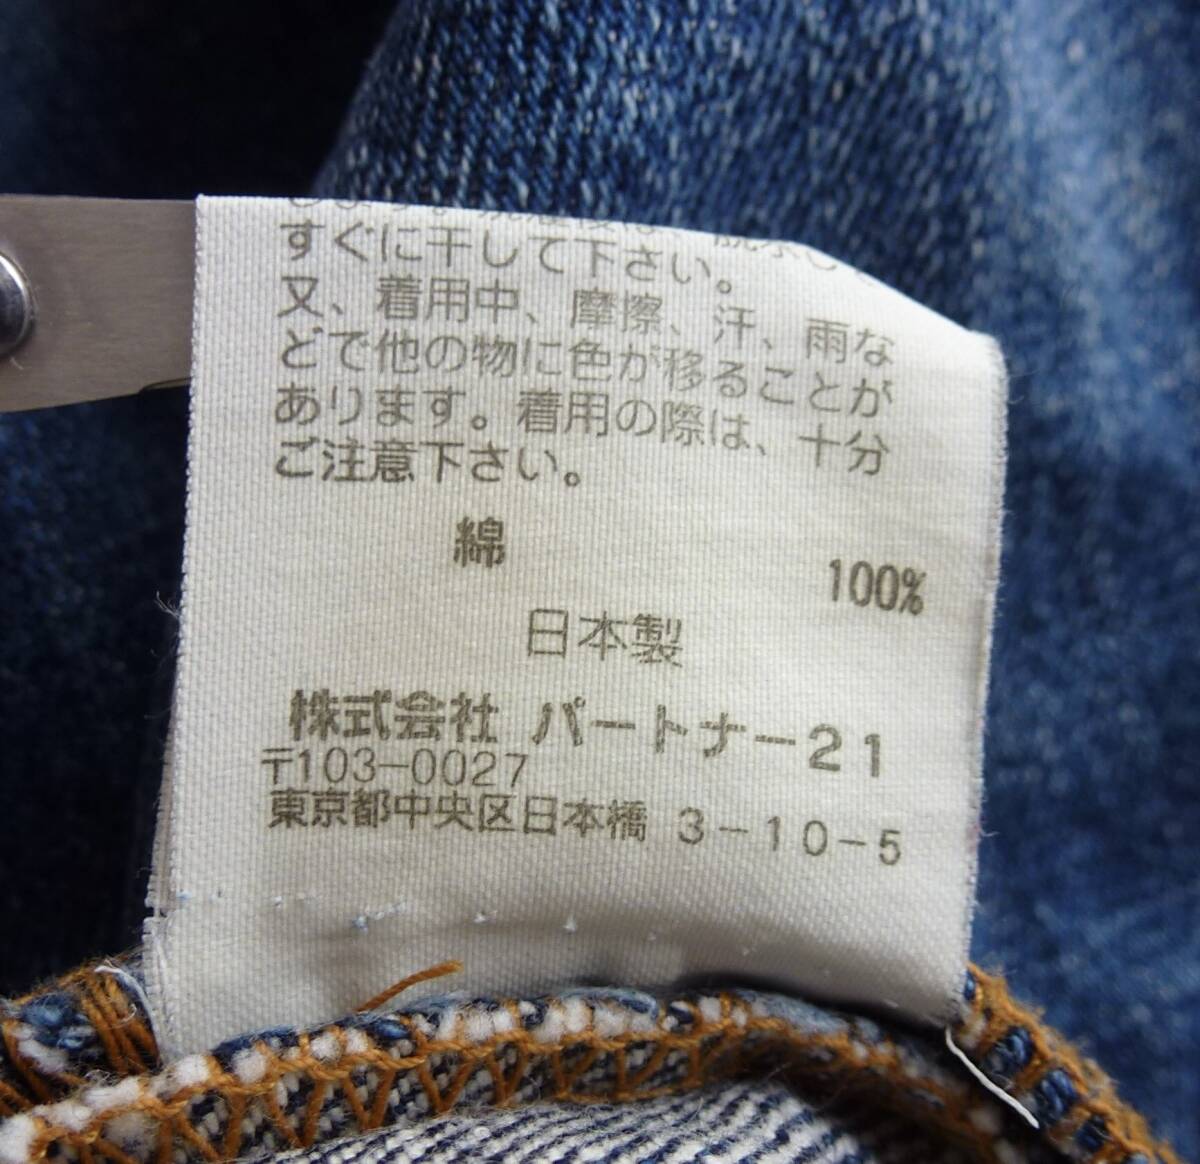 すぐに干して下さい。
又、着用中、摩擦、汗、雨な
どで他の物に色が移ることが
あります。着用の際は、十分
ご注意下さい。
綿 100%
日本製
株式会社 パートナー21
〒103-0027
東京都中央区日本橋 3-10-5